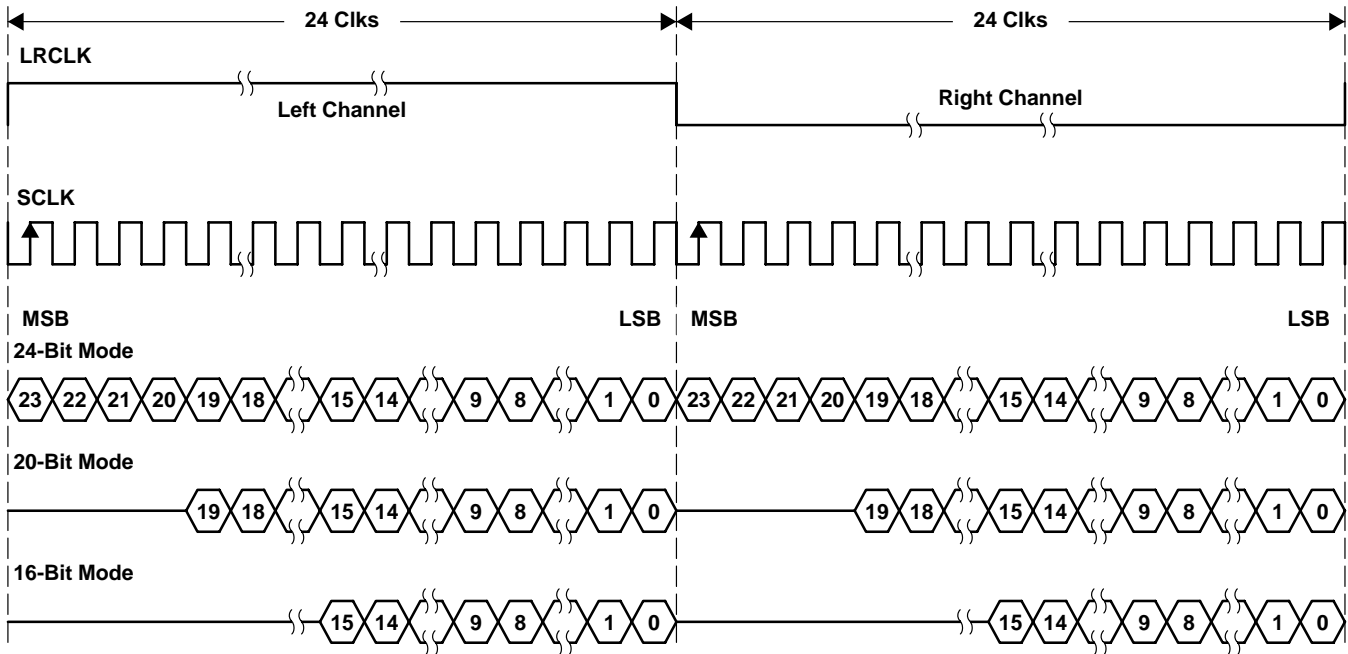 24 Clks 24 Clks
LRCLK
Left Channel Right Channel
SCLK
MSB LSB MSB LSB
24-Bit Mode
23 22 21 20 19 18 15 14 9 8 1 0 23 22 21 20 19 18 15 14 9 8 1 0
20-Bit Mode
19 18 15 14 9 8 1 0 19 18 15 14 9 8 1 0
16-Bit Mode
15 14 9 8 1 0 15 14 9 8 1 0